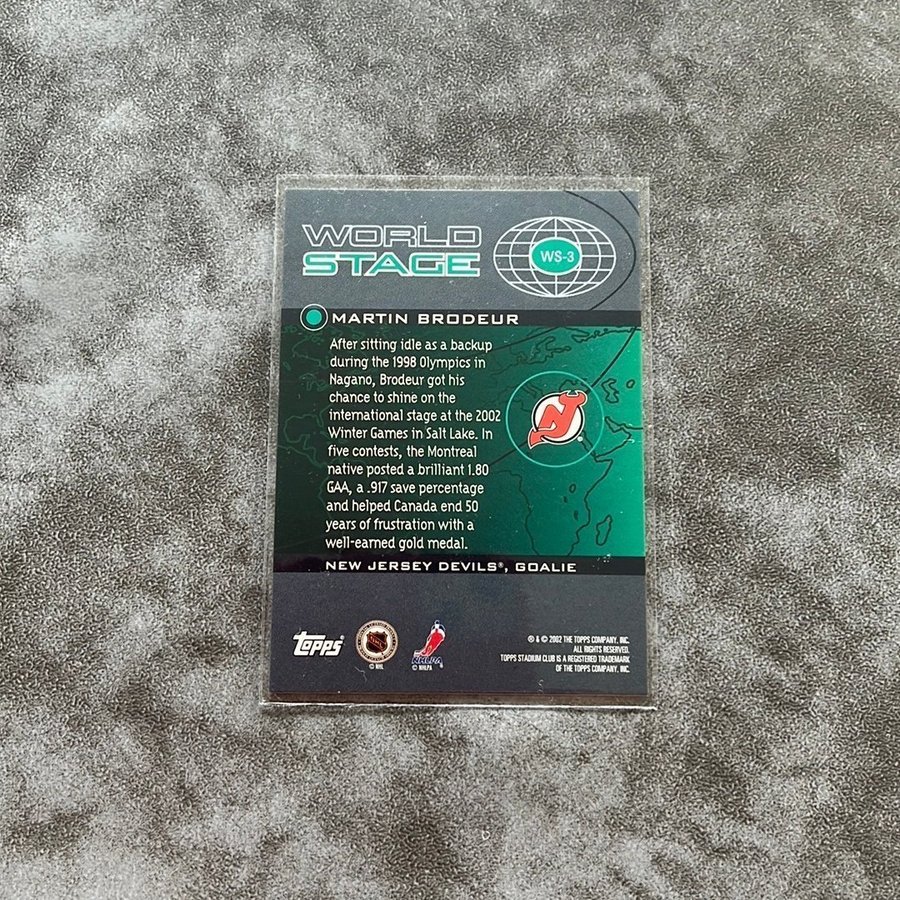 WORLD
STAGE
WS-3
MARTIN BRODEUR
After sitting idle as a backup
during the 1998 Olympics in
Nagano, Brodeur got his
chance to shine on the
international stage at the 2002
Winter Games in Salt Lake. In
five contests, the Montreal
native posted a brilliant 1.80
GAA, a .917 save percentage
and helped Canada end 50
years of frustration with a
well-earned gold medal.
NEW JERSEY DEVILS®, GOALIE
topps®
NHL
© NHL
NHLPA
© NHLPA
® & © 2002 THE TOPPS COMPANY, INC.
ALL RIGHTS RESERVED.
TOPPS STADIUM CLUB IS A REGISTERED TRADEMARK
OF THE TOPPS COMPANY, INC.